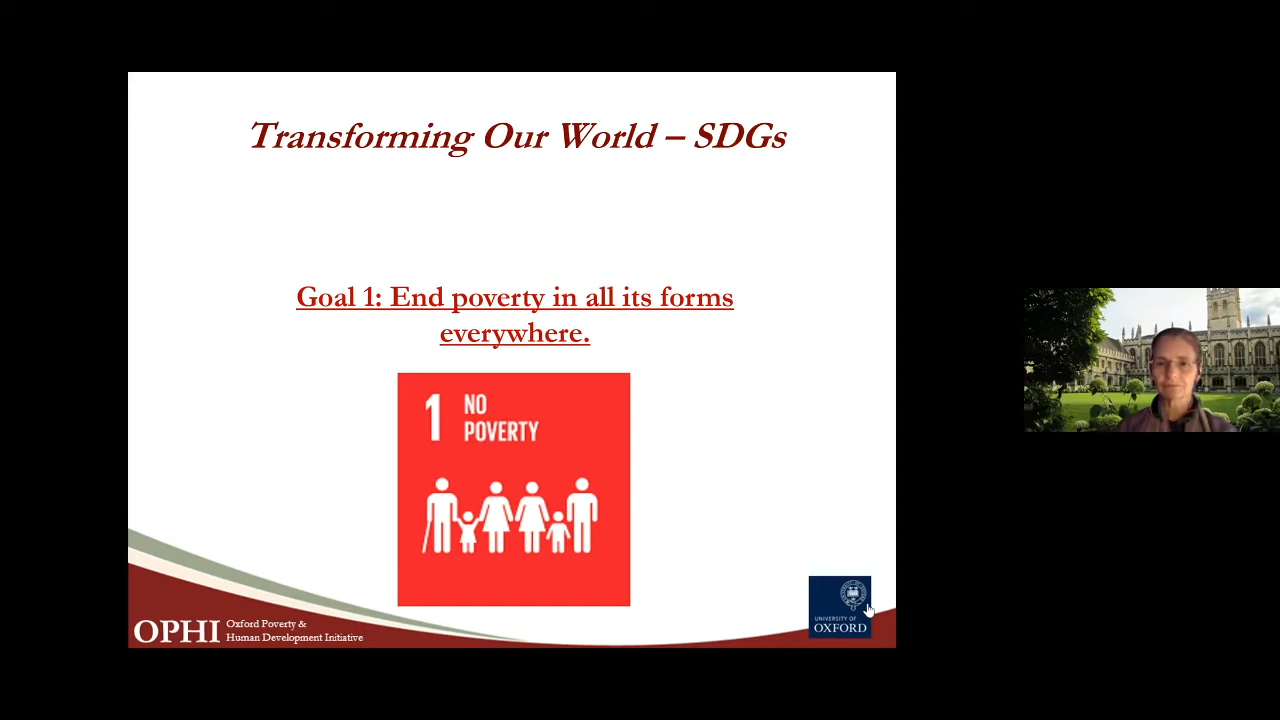 Transforming Our World – SDGs
Goal 1: End poverty in all its forms
everywhere.
1 NO
POVERTY
OPHI
Oxford Poverty &
Human Development Initiative
UNIVERSITY OF
OXFORD